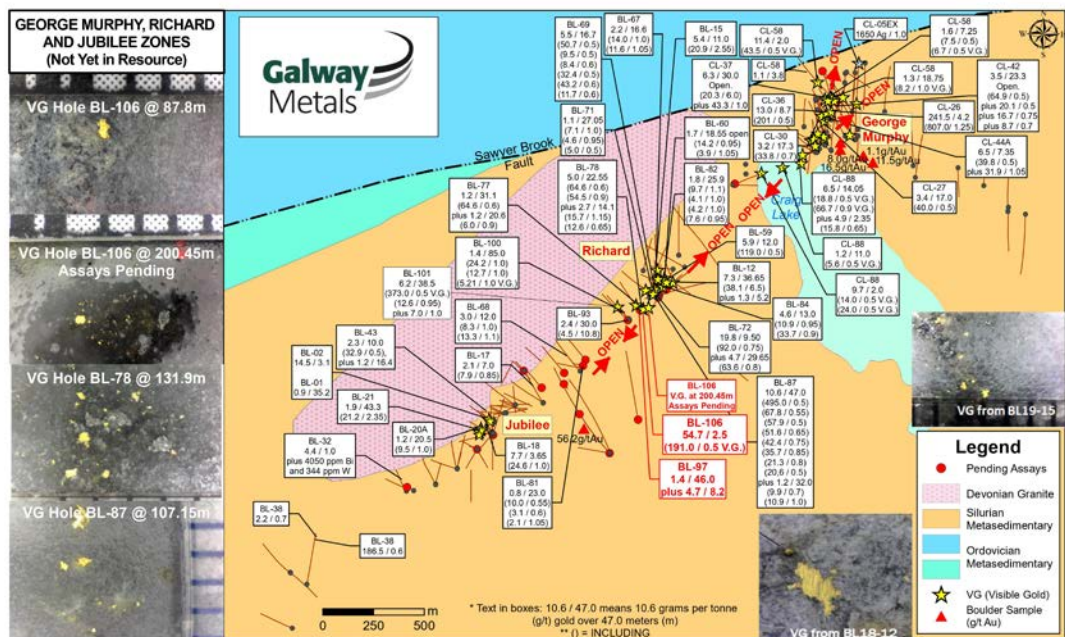 GEORGE MURPHY, RICHARD
AND JUBILEE ZONES
(Not Yet in Resource)
VG Hole BL-106 @ 87.8m
VG Hole BL-106 @ 200.45m
Assays Pending
VG Hole BL-78 @ 131.9m
VG Hole BL-87 @ 107.15m
Galway
Metals
BL-69
5.5 / 16.7
(50.7 / 0.5)
(9.5 / 0.5)
(8.4 / 0.6)
(32.4 / 0.5)
(43.2 / 0.6)
(11.7 / 0.6)
BL-67
2.2 / 16.6
(14.0 / 1.0)
(11.6 / 1.05)
BL-15
5.4 / 11.0
(20.9 / 2.55)
CL-58
11.4 / 2.0
(43.5 / 0.5 V.G.)
CL-05EX
1650 Ag / 1.0
CL-58
1.6 / 7.25
(7.5 / 0.5)
(6.7 / 0.5 V.G.)
CL-37
6.3 / 30.0
Open.
(20.3 / 6.0)
plus 43.3 / 1.0
CL-58
1.1 / 3.8
CL-58
1.3 / 18.75
(8.2 / 1.0 V.G.)
CL-42
3.5 / 23.3
Open.
(64.9 / 0.5)
plus 20.1 / 0.5
plus 16.7 / 0.75
plus 8.7 / 0.7
BL-71
1.1 / 27.05
(7.1 / 1.0)
(4.6 / 0.95)
(5.0 / 0.5)
CL-36
13.0 / 8.7
(201 / 0.5)
CL-26
241.5 / 4.2
(807.0 / 1.25)
BL-60
1.7 / 18.55 open
(14.2 / 0.95)
(3.9 / 1.05)
CL-30
3.2 / 17.3
(33.8 / 0.7)
OPEN
OPEN
George
Murphy
1.1g/tAu
8.0g/tAu
11.5g/tAu
16.5g/tAu
CL-44A
6.5 / 7.35
(39.8 / 0.5)
plus 31.9 / 1.05
Sawyer Brook
Fault
BL-78
5.0 / 22.55
(64.6 / 0.6)
(54.5 / 0.9)
plus 2.7 / 14.1
(15.7 / 1.15)
(12.6 / 0.65)
BL-82
1.8 / 25.9
(9.7 / 1.1)
(4.1 / 1.0)
(4.2 / 1.0)
(7.6 / 0.95)
CL-88
6.5 / 14.05
(18.8 / 0.5 V.G.)
(66.7 / 0.9 V.G.)
plus 4.9 / 2.35
(15.8 / 0.65)
CL-27
3.4 / 17.0
(40.0 / 0.5)
BL-77
1.2 / 31.1
(64.6 / 0.6)
plus 1.2 / 20.6
(6.0 / 0.9)
Craig
Lake
OPEN
OPEN
Richard
BL-59
5.9 / 12.0
(119.0 / 0.5)
CL-88
1.2 / 11.0
(5.6 / 0.5 V.G.)
BL-100
1.4 / 85.0
(24.2 / 1.0)
(12.7 / 1.0)
(5.21 / 1.0 V.G.)
BL-101
6.2 / 38.5
(373.0 / 0.5 V.G.)
(12.6 / 0.95)
plus 7.0 / 1.0
BL-12
7.3 / 36.65
(38.1 / 6.5)
plus 1.3 / 5.2
CL-88
9.7 / 2.0
(14.0 / 0.5 V.G.)
(24.0 / 0.5 V.G.)
BL-68
3.0 / 12.0
(8.3 / 1.0)
(13.3 / 1.1)
BL-93
2.4 / 30.0
(4.5 / 10.8)
BL-84
4.6 / 13.0
(10.9 / 0.95)
(33.7 / 0.9)
BL-43
2.3 / 10.0
(32.9 / 0.5),
plus 1.2 / 16.4
BL-72
19.8 / 9.50
(92.0 / 0.75)
plus 4.7 / 29.65
(63.6 / 0.8)
OPEN
BL-02
14.5 / 3.1
BL-01
0.9 / 35.2
BL-17
2.1 / 7.0
(7.9 / 0.85)
BL-21
1.9 / 43.3
(21.2 / 2.35)
BL-106
V.G. at 200.45m
Assays Pending
BL-87
10.6 / 47.0
(495.0 / 0.5)
(67.8 / 0.55)
(57.9 / 0.5)
(51.6 / 0.65)
(42.4 / 0.75)
(35.7 / 0.85)
(21.3 / 0.8)
(20.6 / 0.5)
plus 1.2 / 32.0
(9.9 / 0.7)
(10.9 / 1.0)
BL-20A
1.2 / 20.5
(9.5 / 1.0)
Jubilee
56.2g/tAu
BL-106
54.7 / 2.5
(191.0 / 0.5 V.G.)
BL-32
4.4 / 1.0
plus 4050 ppm Bi
and 344 ppm W
BL-18
7.7 / 3.65
(24.6 / 1.0)
BL-97
1.4 / 46.0
plus 4.7 / 8.2
BL-81
0.8 / 23.0
(10.0 / 0.55)
(3.1 / 0.6)
(2.1 / 1.05)
BL-38
2.2 / 0.7
BL-38
186.5 / 0.6
VG from BL19-15
Legend
Pending Assays
Devonian Granite
Silurian
Metasedimentary
Ordovician
Metasedimentary
VG (Visible Gold)
Boulder Sample
(g/t Au)
0 250 500
m
* Text in boxes: 10.6 / 47.0 means 10.6 grams per tonne
(g/t) gold over 47.0 meters (m)
** () = INCLUDING
VG from BL18-12